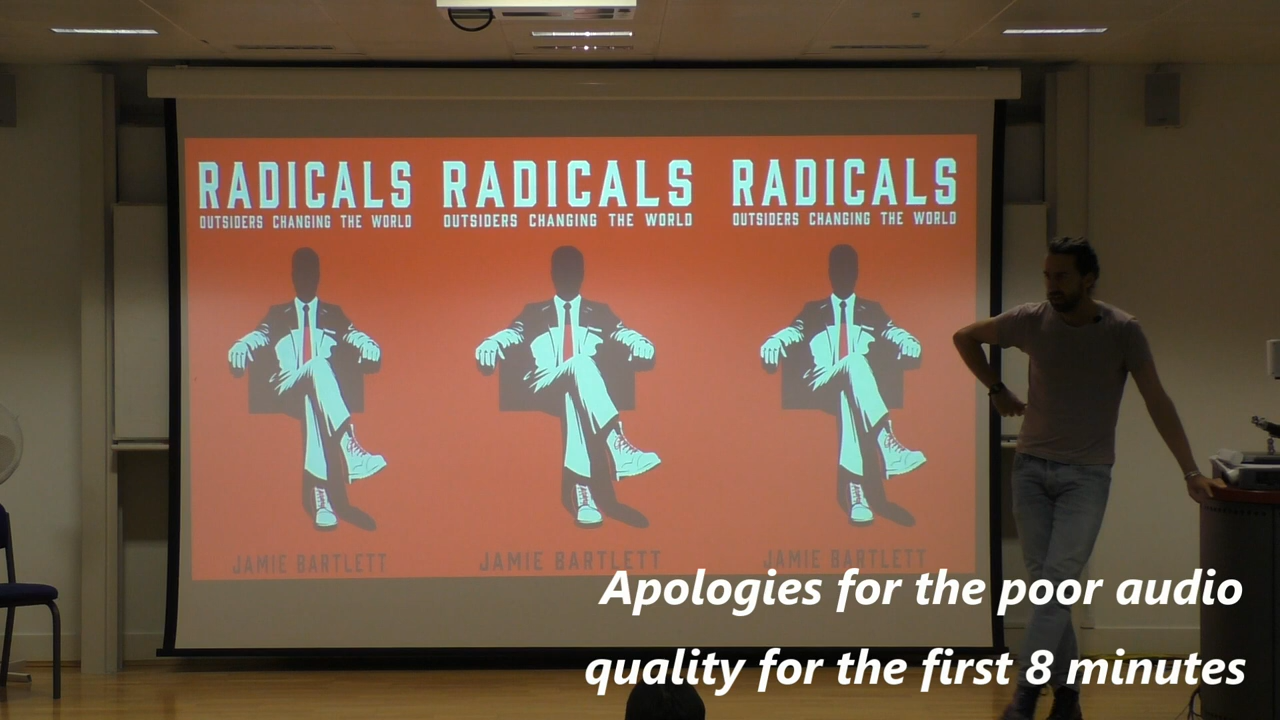 RADICALS
OUTSIDERS CHANGING THE WORLD
JAMIE BARTLETT
RADICALS
OUTSIDERS CHANGING THE WORLD
JAMIE BARTLETT
RADICALS
OUTSIDERS CHANGING THE WORLD
JAMIE BARTLETT
Apologies for the poor audio
quality for the first 8 minutes